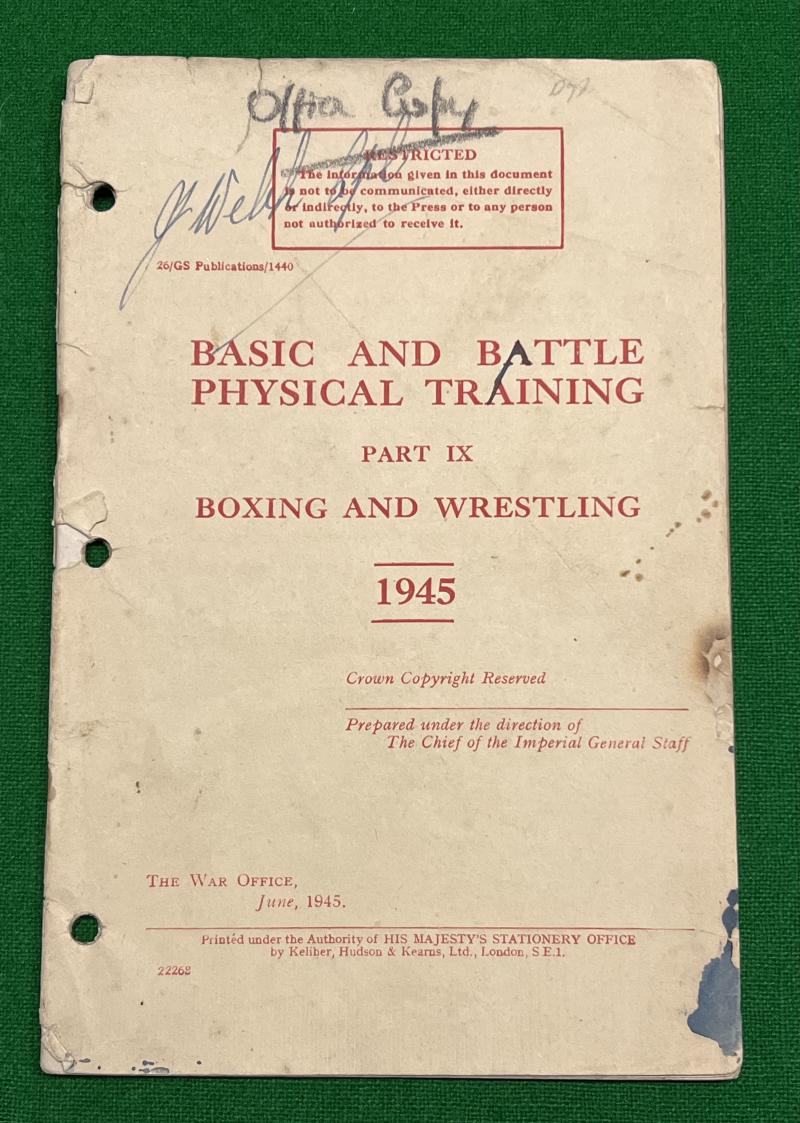 Office Copy
RESTRICTED
The information given in this document
is not to be communicated, either directly
or indirectly, to the Press or to any person
not authorized to receive it.
26/GS Publications/1440
BASIC AND BATTLE
PHYSICAL TRAINING
PART IX
BOXING AND WRESTLING
1945
Crown Copyright Reserved
Prepared under the direction of
The Chief of the Imperial General Staff
THE WAR OFFICE,
June, 1945.
Printed under the Authority of HIS MAJESTY'S STATIONERY OFFICE
by Keliher, Hudson & Kearns, Ltd., London, S E.1.
22268